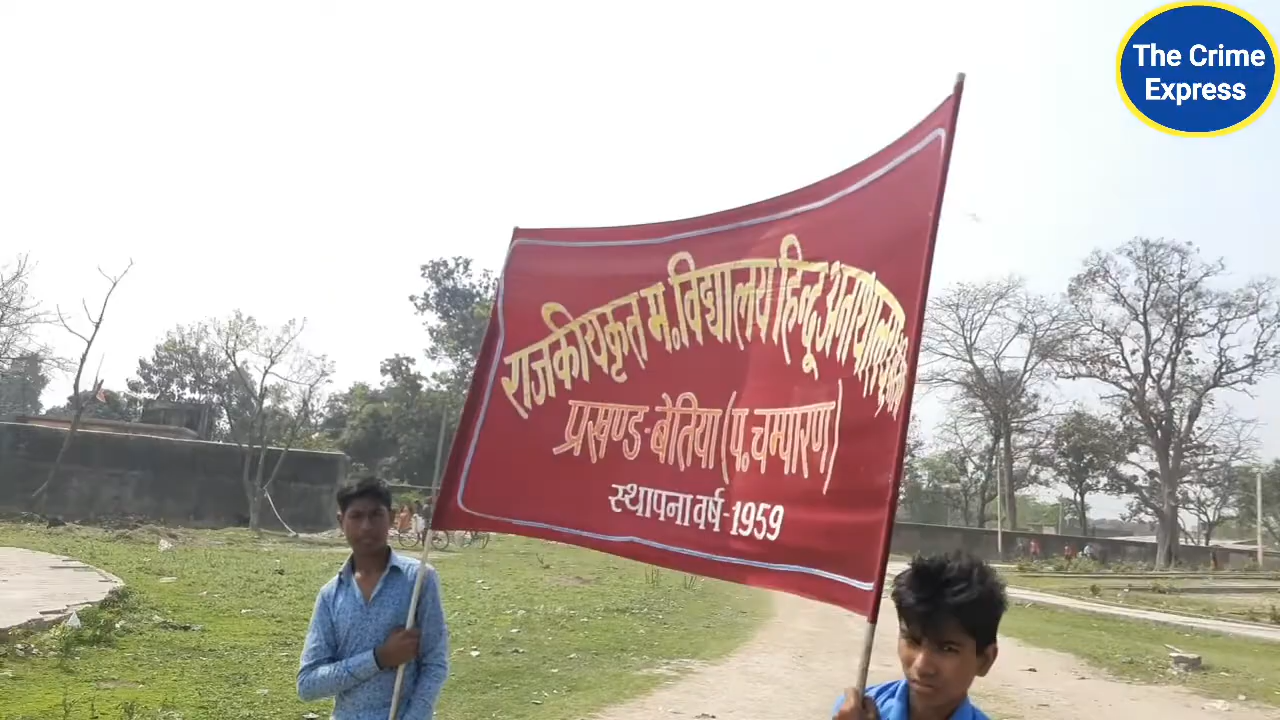 The Crime
Express
राजकीयकृत म.विद्यालय हिन्दू अनाथालय
प्रखण्ड-बेतिया (प.चम्पारण)
स्थापना वर्ष-1959